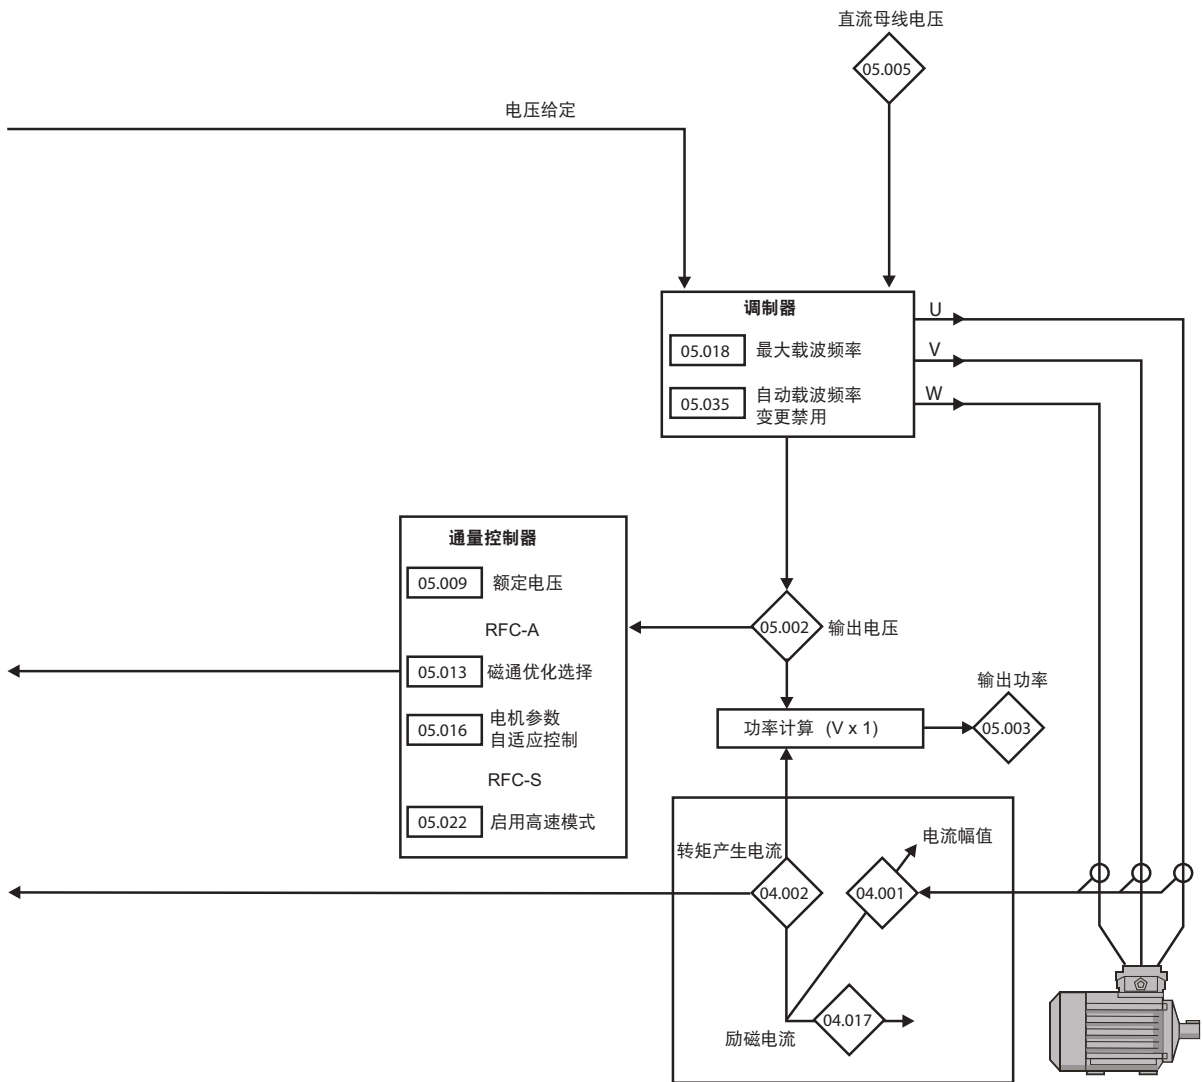 直流母线电压
05.005
电压给定
调制器
05.018 最大载波频率
05.035 自动载波频率
变更禁用
U
V
W
通量控制器
05.009 额定电压
RFC-A
05.013 磁通优化选择
05.016 电机参数
自适应控制
RFC-S
05.022 启用高速模式
05.002 输出电压
输出功率
05.003
功率计算 (V x 1)
转矩产生电流
04.002
电流幅值
04.001
励磁电流
04.017